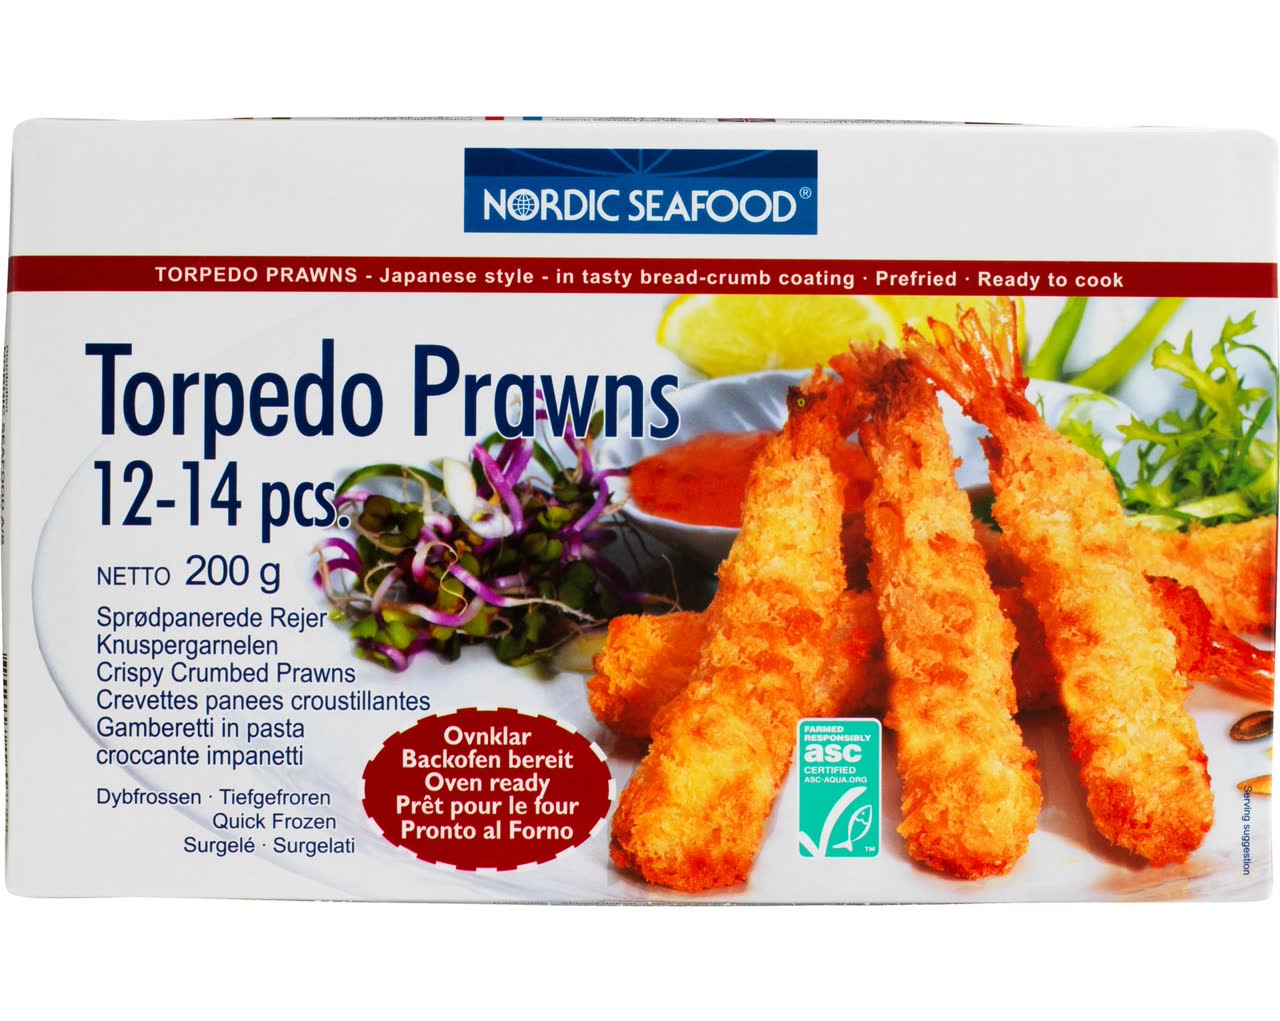 NORDIC SEAFOOD®
TORPEDO PRAWNS - Japanese style - in tasty bread-crumb coating · Prefried · Ready to cook
Torpedo Prawns
12-14 pcs.
NETTO 200 g
Sprødpanerede Rejer
Knuspergarnelen
Crispy Crumbed Prawns
Crevettes panees croustillantes
Gamberetti in pasta
croccante impanetti
Dybfrossen · Tiefgefroren
Quick Frozen
Surgelé · Surgelati
Ovnklar
Backofen bereit
Oven ready
Prêt pour le four
Pronto al Forno
FARMED
RESPONSIBLY
asc
CERTIFIED
ASC-AQUA.ORG
TM
Serving suggestion